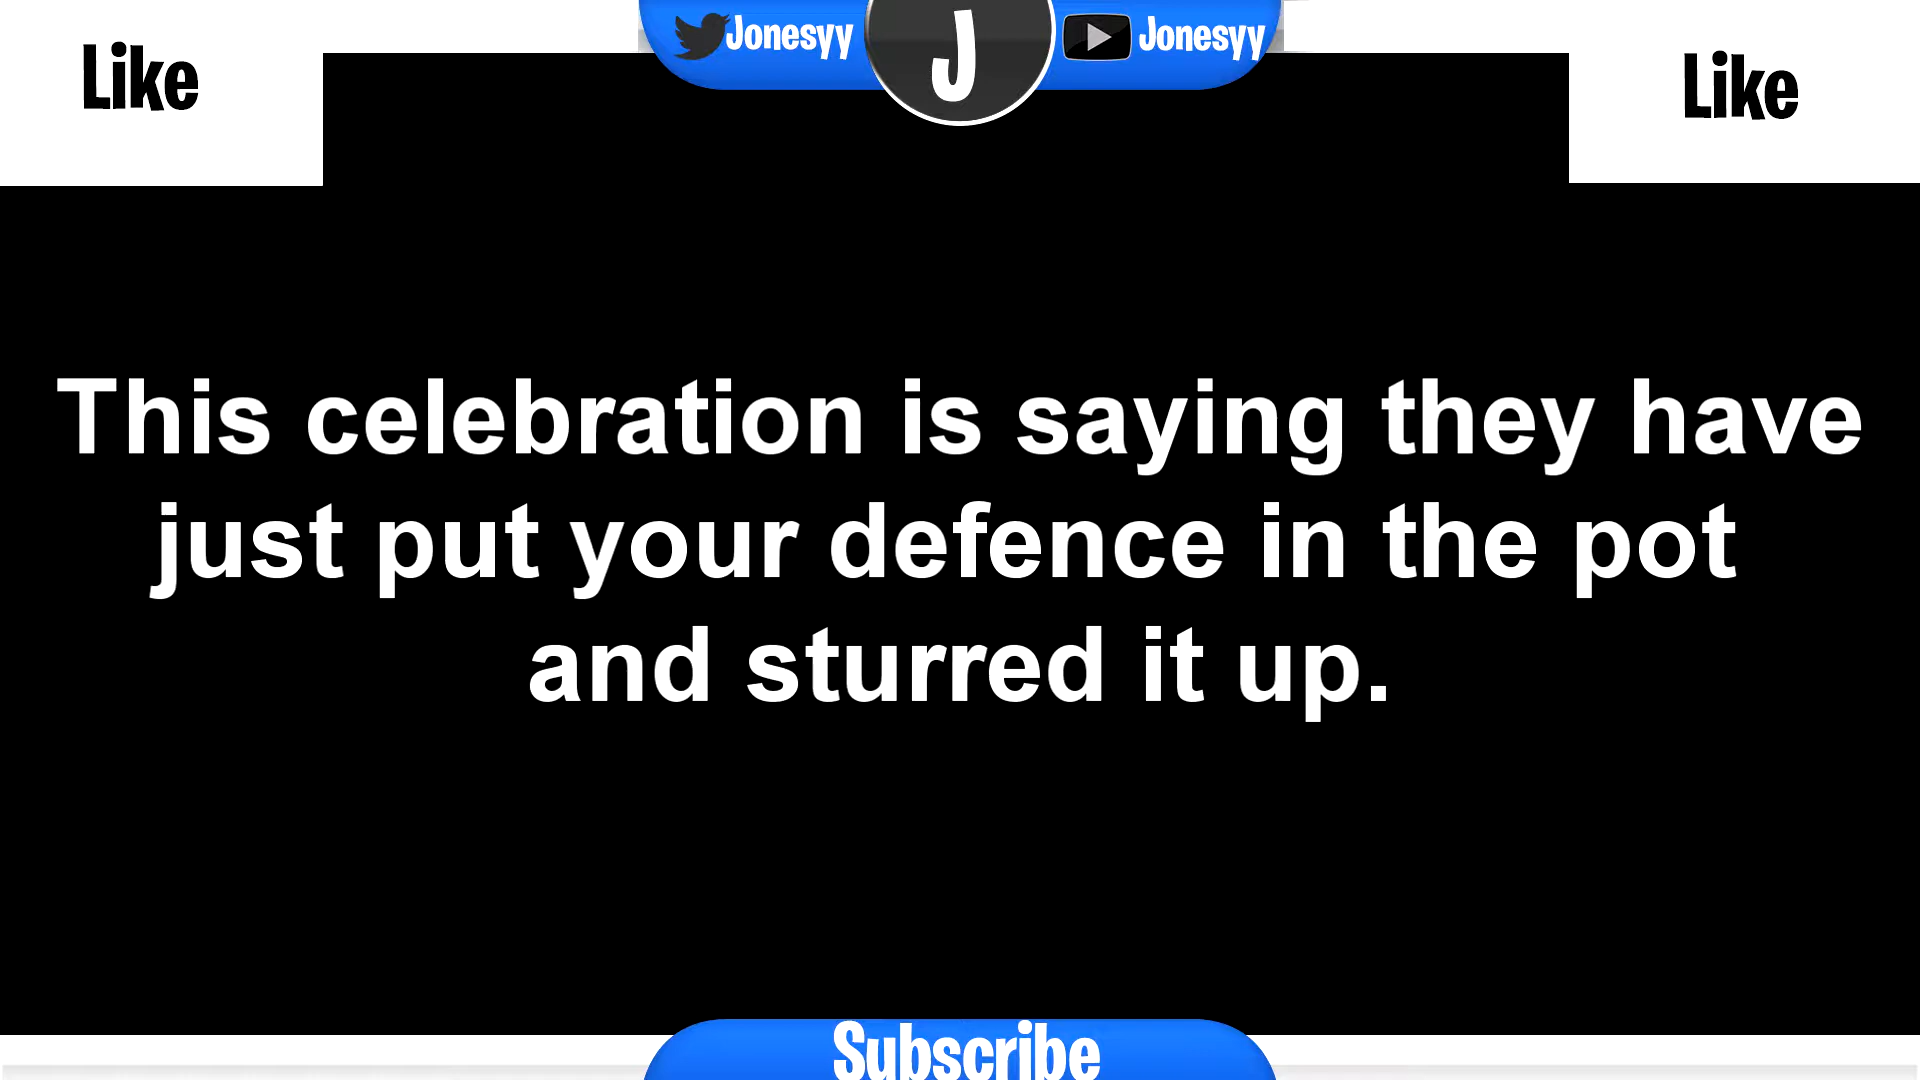 Like
Jonesyy
J
Jonesyy
Like
This celebration is saying they have
just put your defence in the pot
and sturred it up.
Subscribe